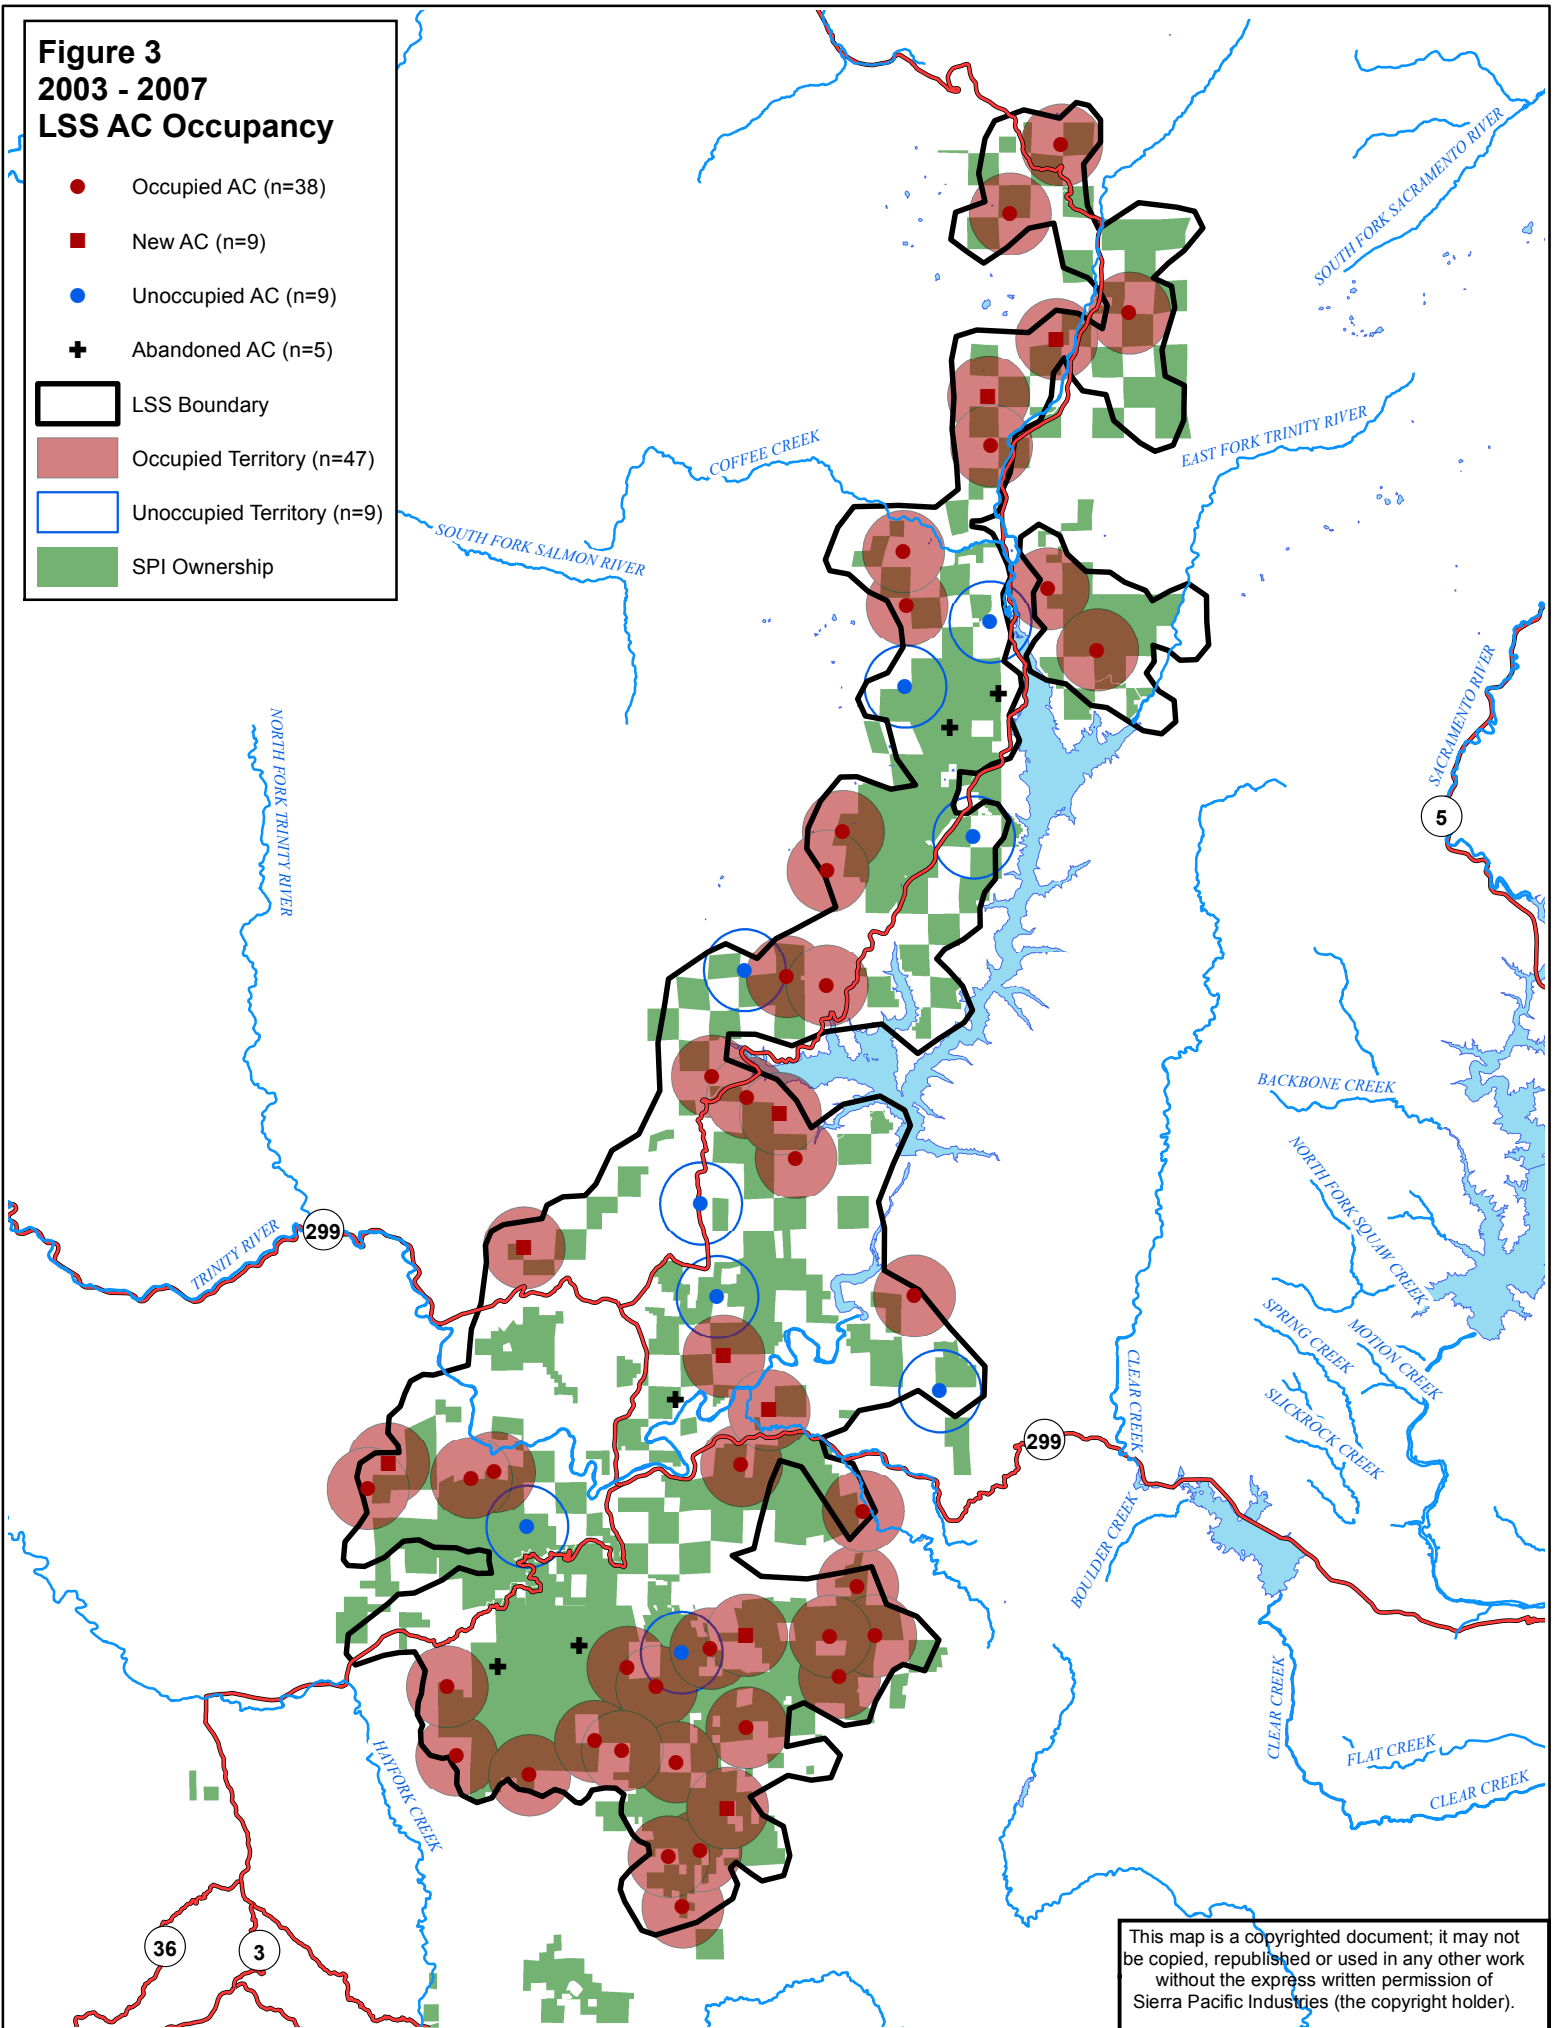 Figure 3
2003 - 2007
LSS AC Occupancy
Occupied AC (n=38)
New AC (n=9)
Unoccupied AC (n=9)
Abandoned AC (n=5)
LSS Boundary
Occupied Territory (n=47)
Unoccupied Territory (n=9)
SPI Ownership
SOUTH FORK SACRAMENTO RIVER
EAST FORK TRINITY RIVER
COFFEE CREEK
SOUTH FORK SALMON RIVER
SACRAMENTO RIVER
NORTH FORK TRINITY RIVER
5
BACKBONE CREEK
NORTH FORK SQUAW CREEK
299
TRINITY RIVER
SPRING CREEK
MOTION CREEK
CLEAR CREEK
SLICKROCK CREEK
299
BOULDER CREEK
CLEAR CREEK
HAYFORK CREEK
FLAT CREEK
CLEAR CREEK
36
3
This map is a copyrighted document; it may not
be copied, republished or used in any other work
without the express written permission of
Sierra Pacific Industries (the copyright holder).